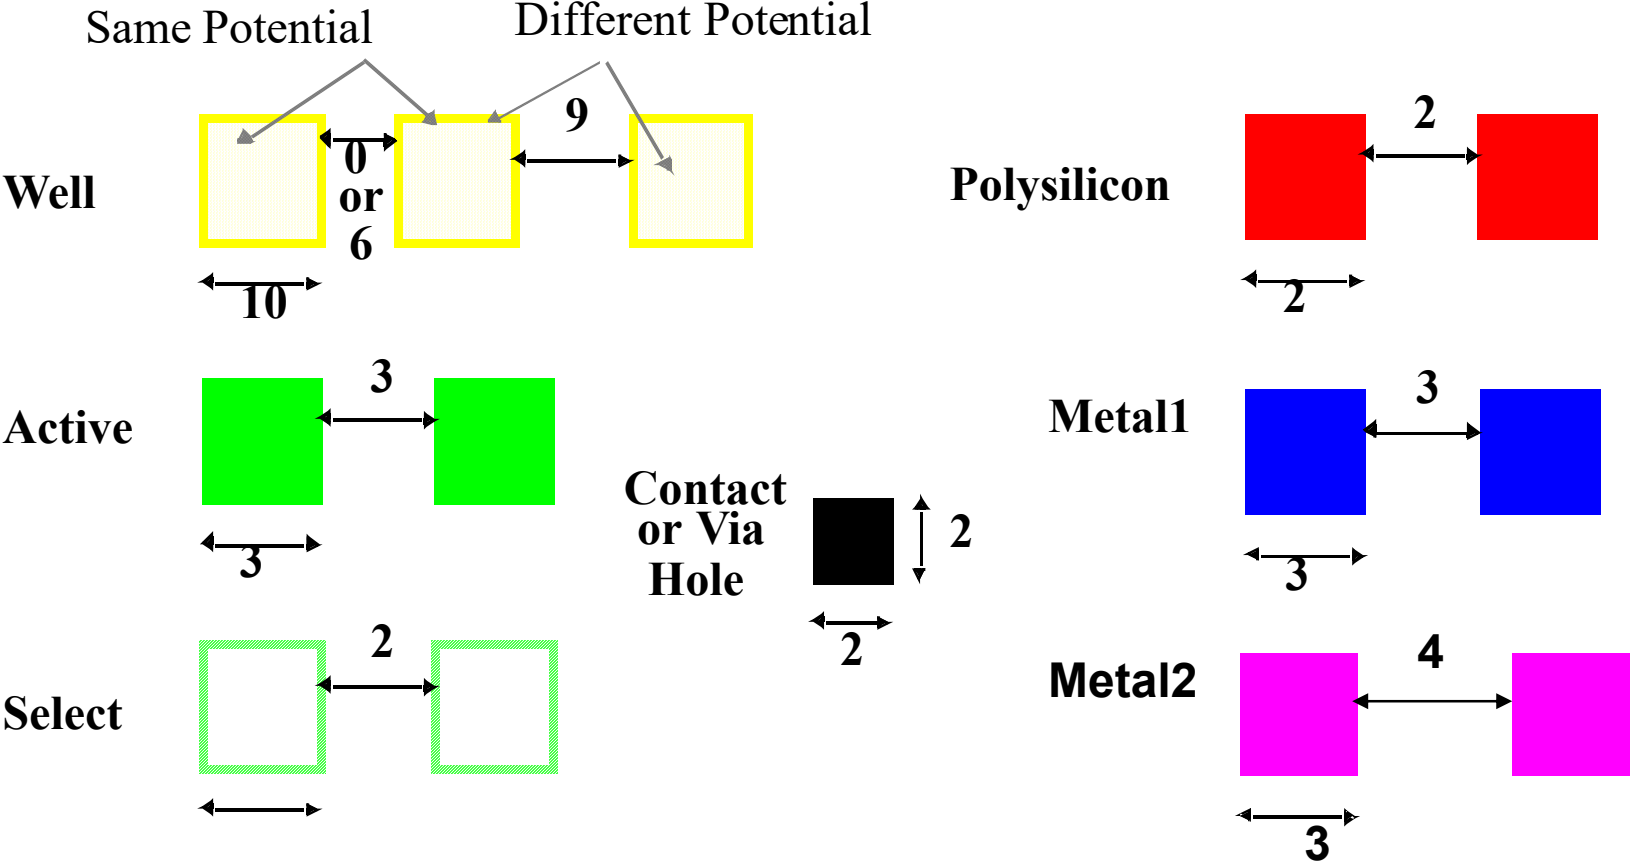 Same Potential
Different Potential
9
0
or
6
Well
10
Polysilicon
2
2
Active
3
3
Metal1
3
3
Contact
or Via
Hole
2
2
Select
2
Metal2
4
3